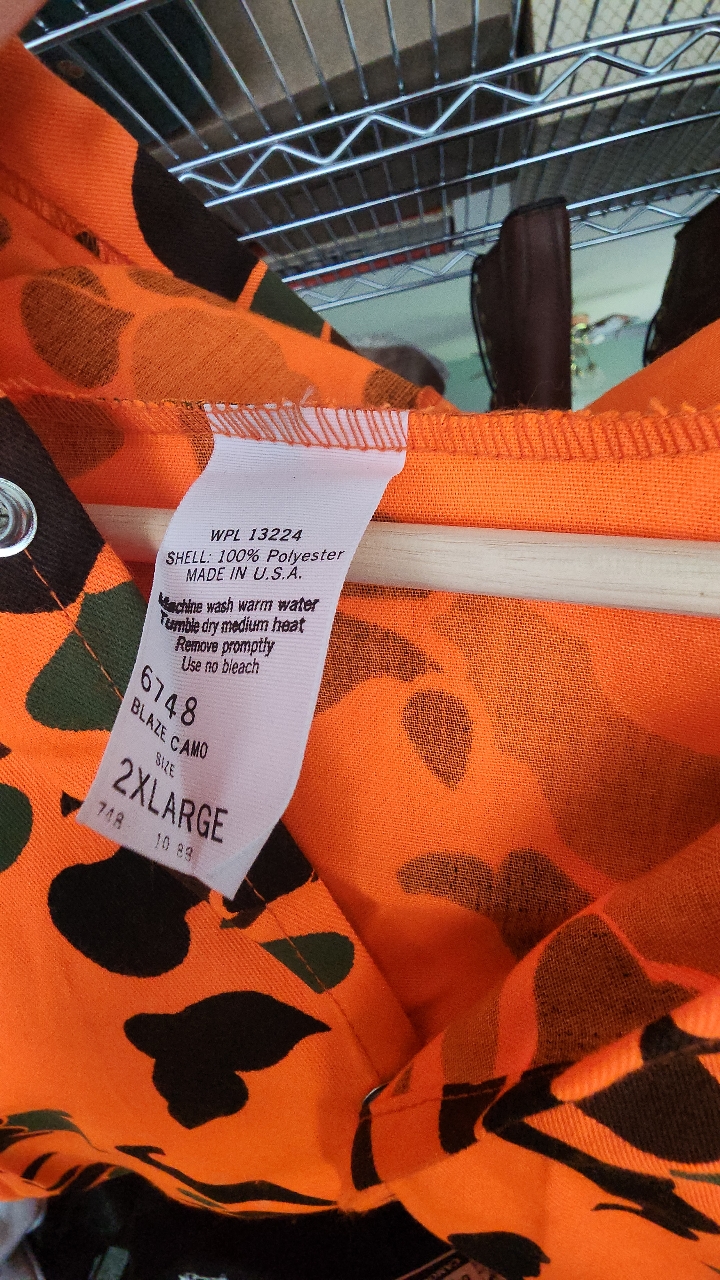 WPL 13224
SHELL: 100% Polyester
MADE IN U.S.A.
Machine wash warm water
Tumble dry medium heat
Remove promptly
Use no bleach
6748
BLAZE CAMO
SIZE
2XLARGE
748 10 88